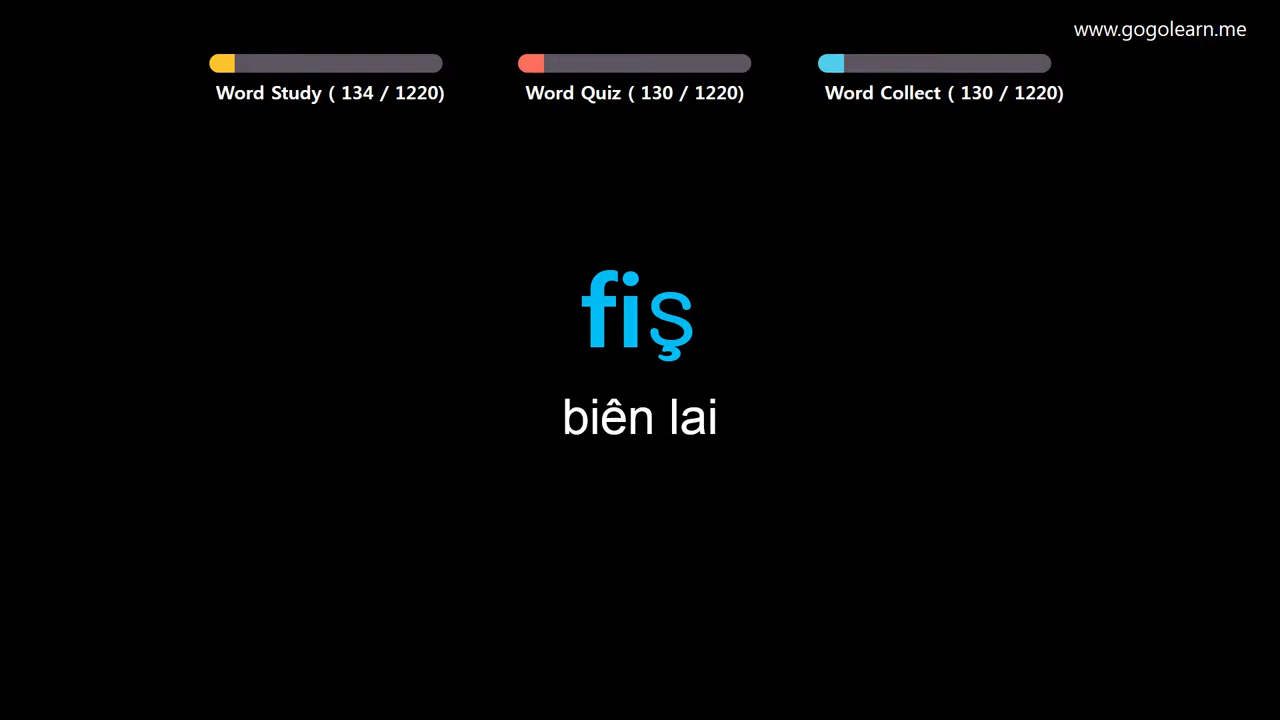 www.gogolearn.me
Word Study ( 134 / 1220)
Word Quiz ( 130 / 1220)
Word Collect ( 130 / 1220)
fiş
biên lai